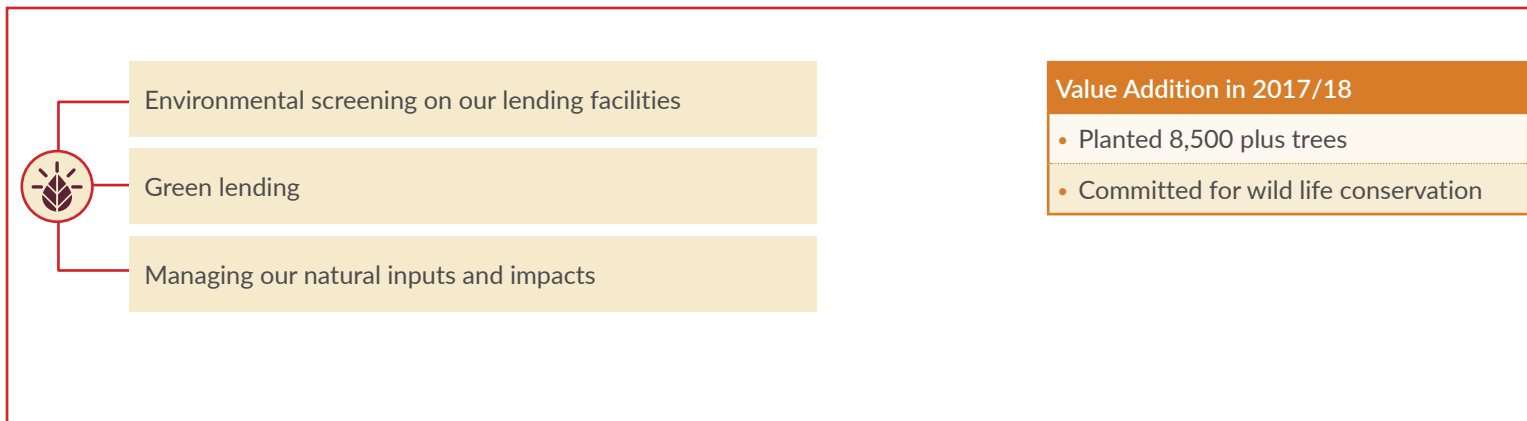 Environmental screening on our lending facilities
Green lending
Managing our natural inputs and impacts
Value Addition in 2017/18
• Planted 8,500 plus trees
• Committed for wild life conservation